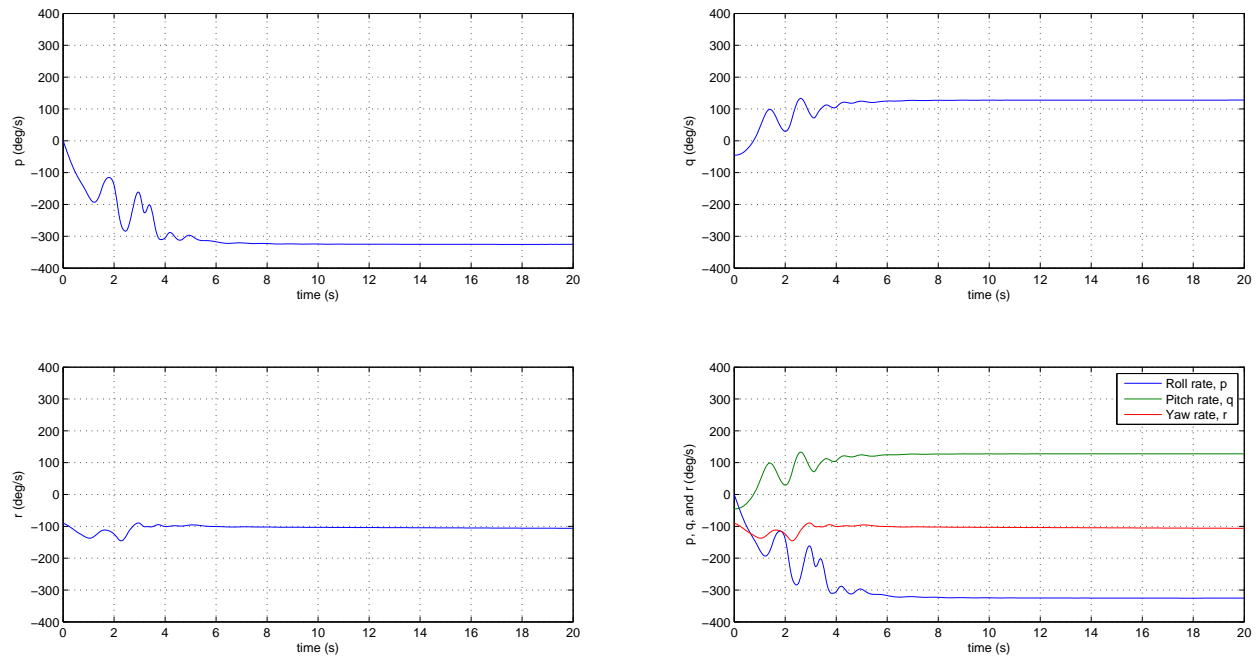 400
300
200
100
0
−100
−200
−300
−400
p (deg/s)
0 2 4 6 8 10 12 14 16 18 20
time (s)
400
300
200
100
0
−100
−200
−300
−400
q (deg/s)
0 2 4 6 8 10 12 14 16 18 20
time (s)
400
300
200
100
0
−100
−200
−300
−400
r (deg/s)
0 2 4 6 8 10 12 14 16 18 20
time (s)
400
300
200
100
0
−100
−200
−300
−400
p, q, and r (deg/s)
Roll rate, p
Pitch rate, q
Yaw rate, r
0 2 4 6 8 10 12 14 16 18 20
time (s)